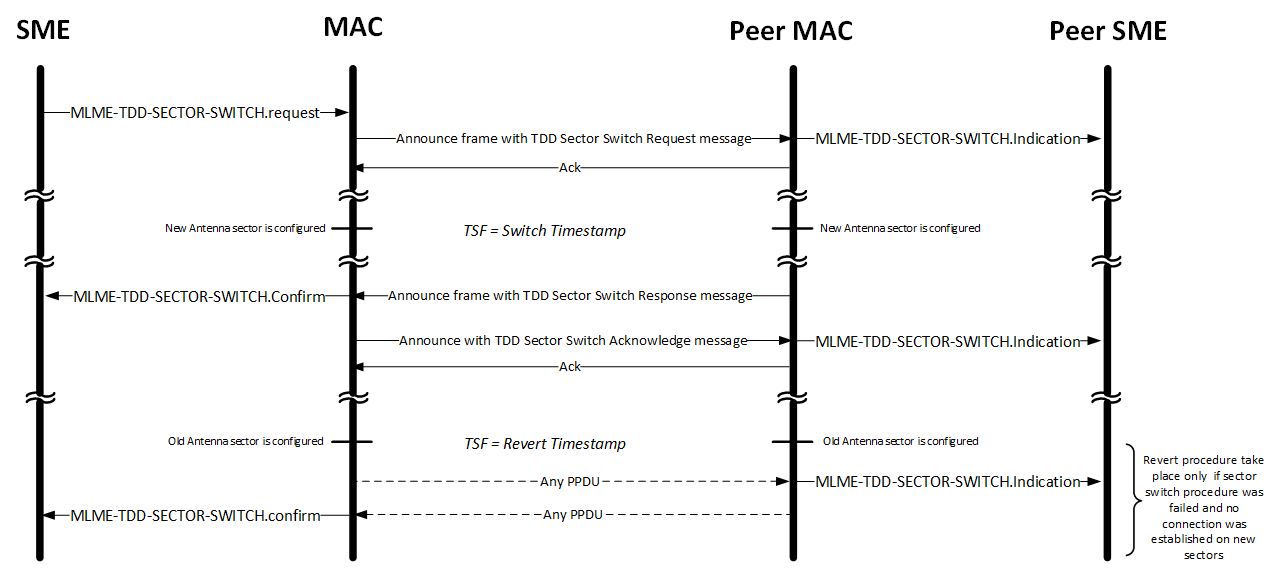 SME
MAC
Peer MAC
Peer SME
MLME-TDD-SECTOR-SWITCH.request
Announce frame with TDD Sector Switch Request message
MLME-TDD-SECTOR-SWITCH.Indication
Ack
New Antenna sector is configured
TSF = Switch Timestamp
New Antenna sector is configured
MLME-TDD-SECTOR-SWITCH.Confirm
Announce frame with TDD Sector Switch Response message
Announce with TDD Sector Switch Acknowledge message
MLME-TDD-SECTOR-SWITCH.Indication
Ack
Old Antenna sector is configured
TSF = Revert Timestamp
Old Antenna sector is configured
Any PPDU
MLME-TDD-SECTOR-SWITCH.Indication
MLME-TDD-SECTOR-SWITCH.confirm
Any PPDU
Revert procedure take
place only if sector
switch procedure was
failed and no
connection was
established on new
sectors